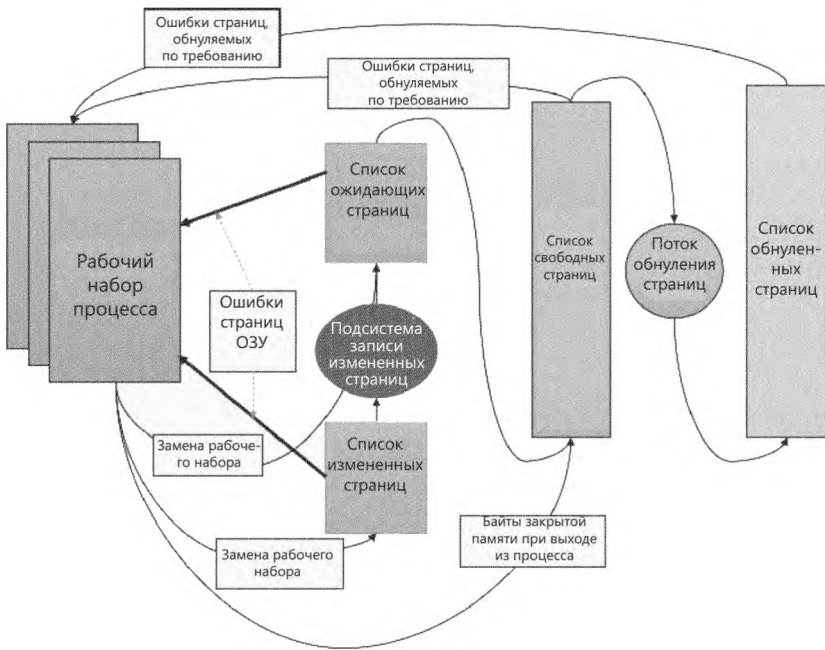 Ошибки страниц,
обнуляемых
по требованию
Ошибки страниц,
обнуляемых
по требованию
Список
ожидающих
страниц
Рабочий
набор
процесса
Ошибки
страниц
ОЗУ
Подсистема
записи
измененных
страниц
Список
свободных
страниц
Поток
обнуления
страниц
Список
обнулен-
ных
страниц
Замена рабоче-
го набора
Список
измененных
страниц
Замена рабочего
набора
Байты закрытой
памяти при выходе
из процесса